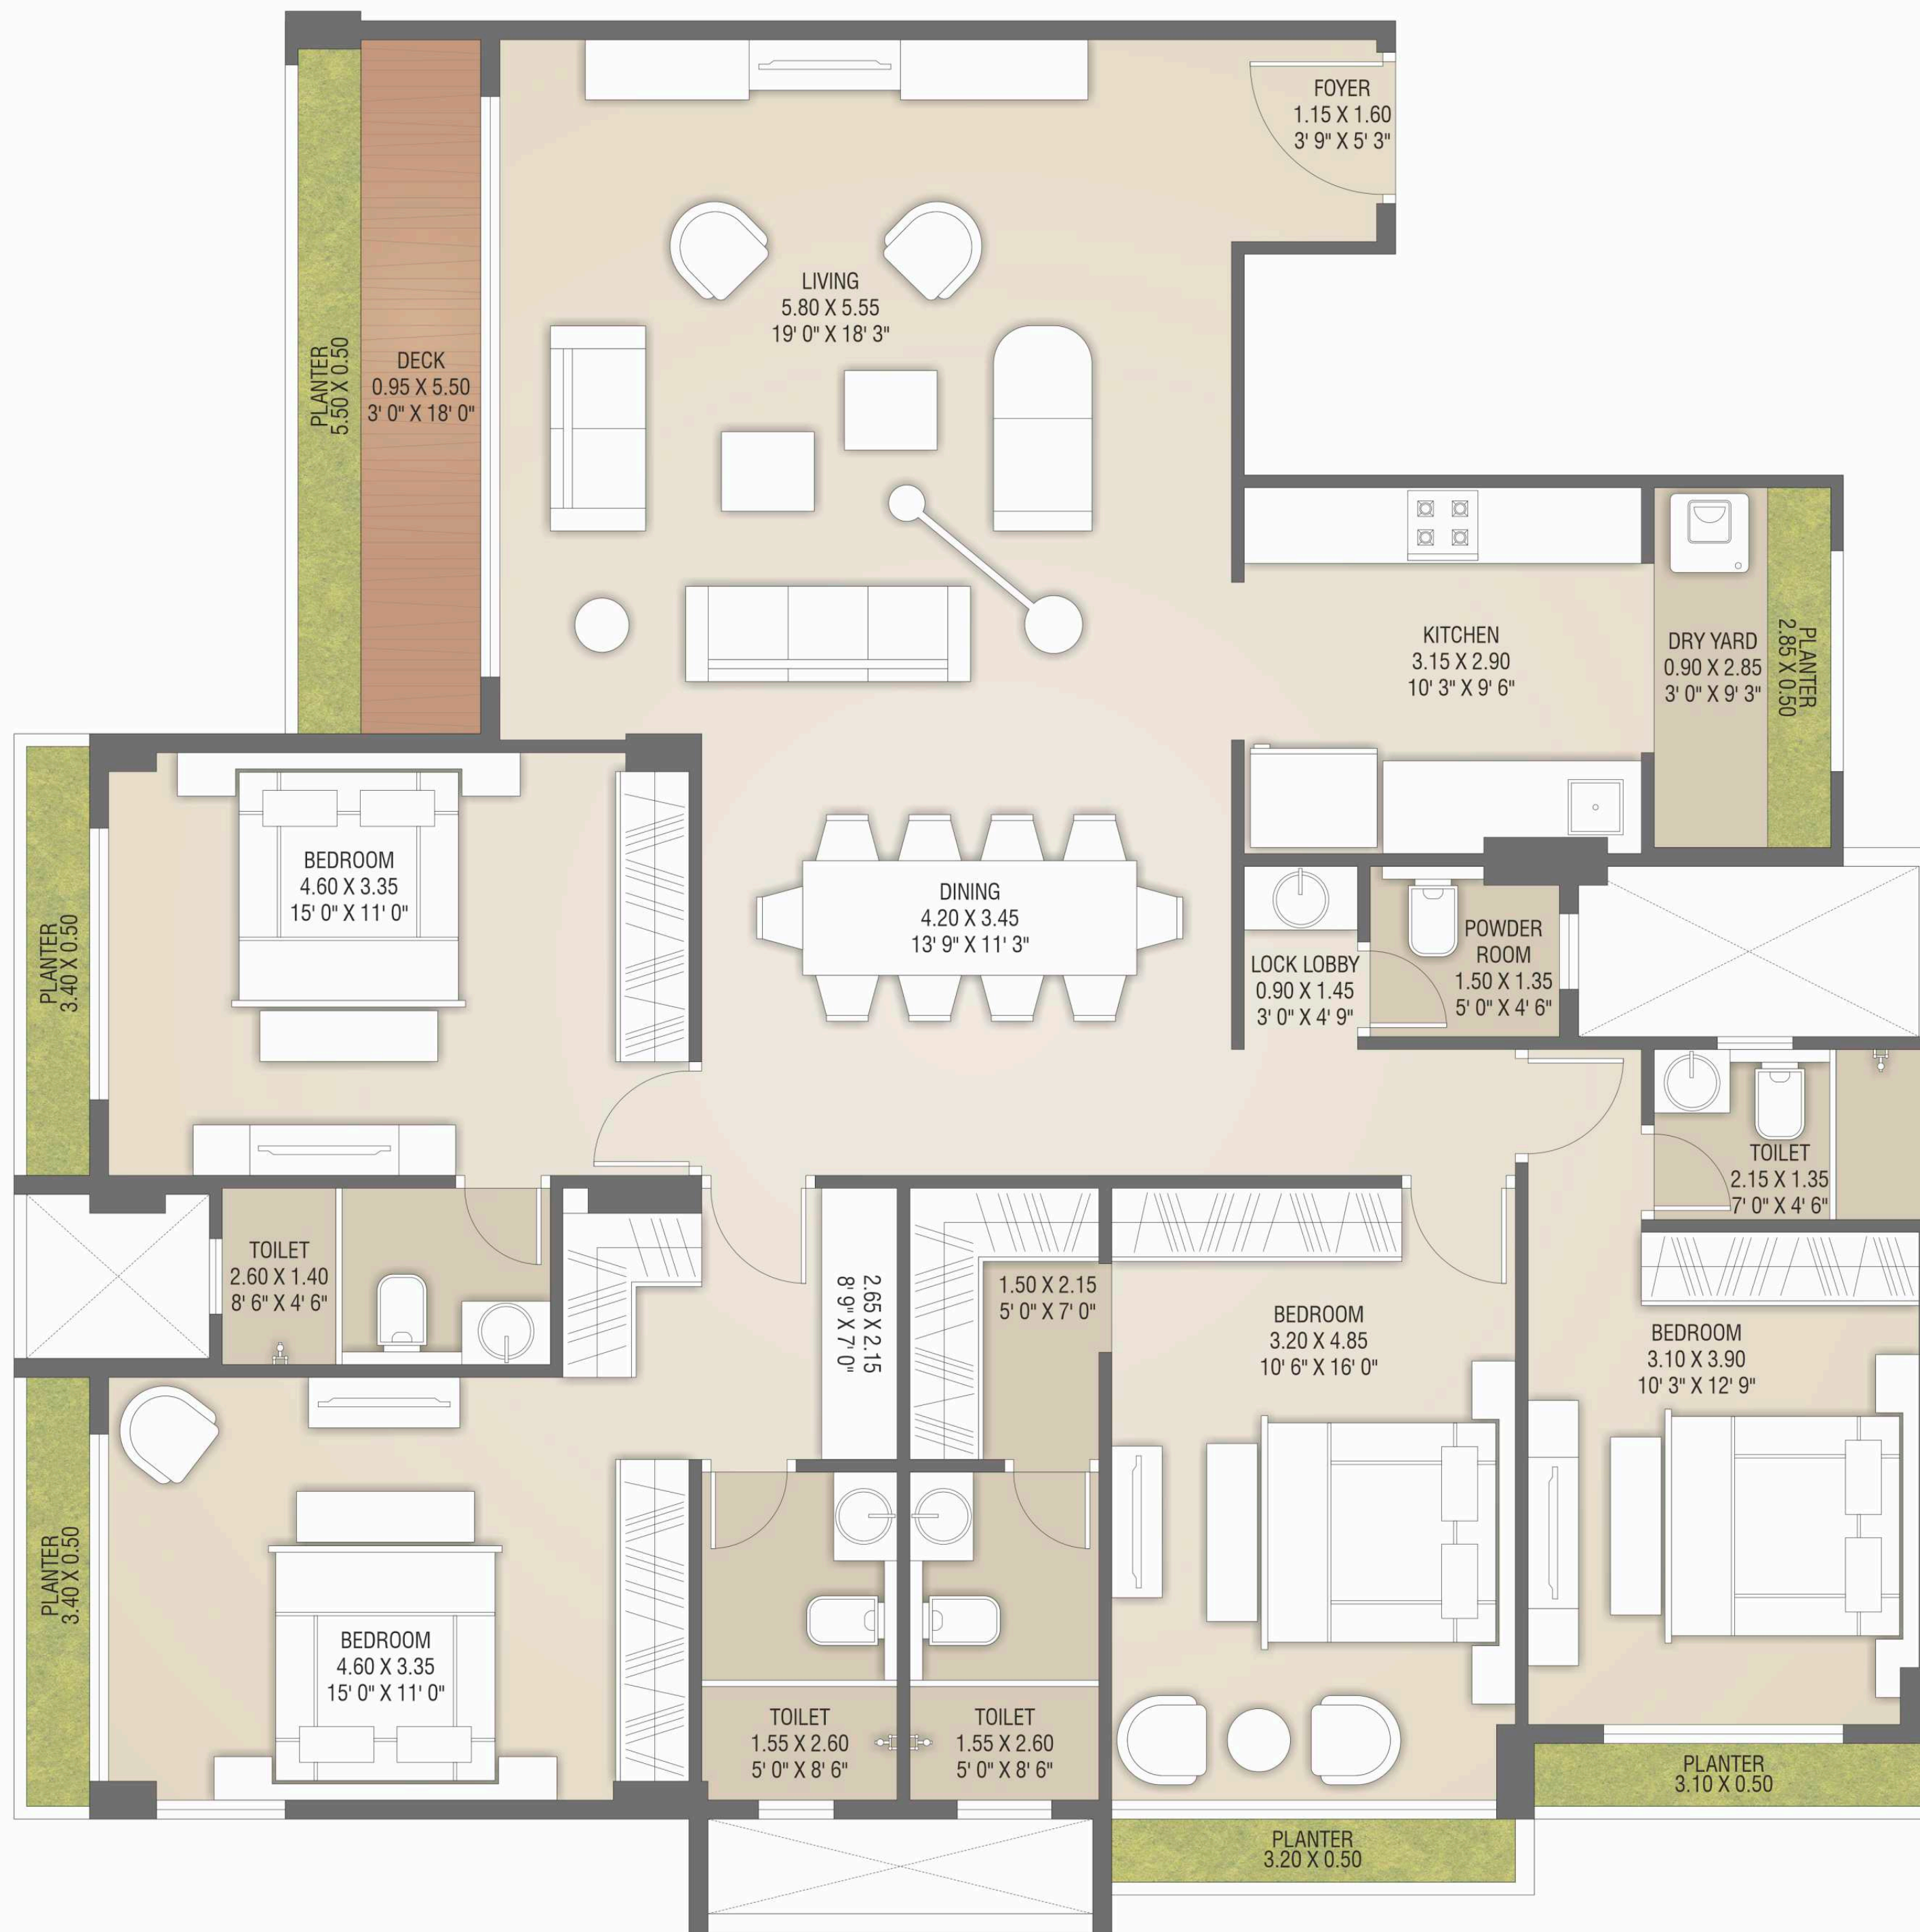 FOYER
1.15 X 1.60
3' 9" X 5' 3"
LIVING
5.80 X 5.55
19' 0" X 18' 3"
PLANTER
5.50 X 0.50
DECK
0.95 X 5.50
3' 0" X 18' 0"
KITCHEN
3.15 X 2.90
10' 3" X 9' 6"
DRY YARD
0.90 X 2.85
3' 0" X 9' 3"
PLANTER
2.85 X 0.50
BEDROOM
4.60 X 3.35
15' 0" X 11' 0"
PLANTER
3.40 X 0.50
DINING
4.20 X 3.45
13' 9" X 11' 3"
LOCK LOBBY
0.90 X 1.45
3' 0" X 4' 9"
POWDER
ROOM
1.50 X 1.35
5' 0" X 4' 6"
TOILET
2.15 X 1.35
7' 0" X 4' 6"
TOILET
2.60 X 1.40
8' 6" X 4' 6"
2.65 X 2.15
8' 9" X 7' 0"
1.50 X 2.15
5' 0" X 7' 0"
BEDROOM
3.20 X 4.85
10' 6" X 16' 0"
BEDROOM
3.10 X 3.90
10' 3" X 12' 9"
PLANTER
3.40 X 0.50
BEDROOM
4.60 X 3.35
15' 0" X 11' 0"
TOILET
1.55 X 2.60
5' 0" X 8' 6"
TOILET
1.55 X 2.60
5' 0" X 8' 6"
PLANTER
3.10 X 0.50
PLANTER
3.20 X 0.50